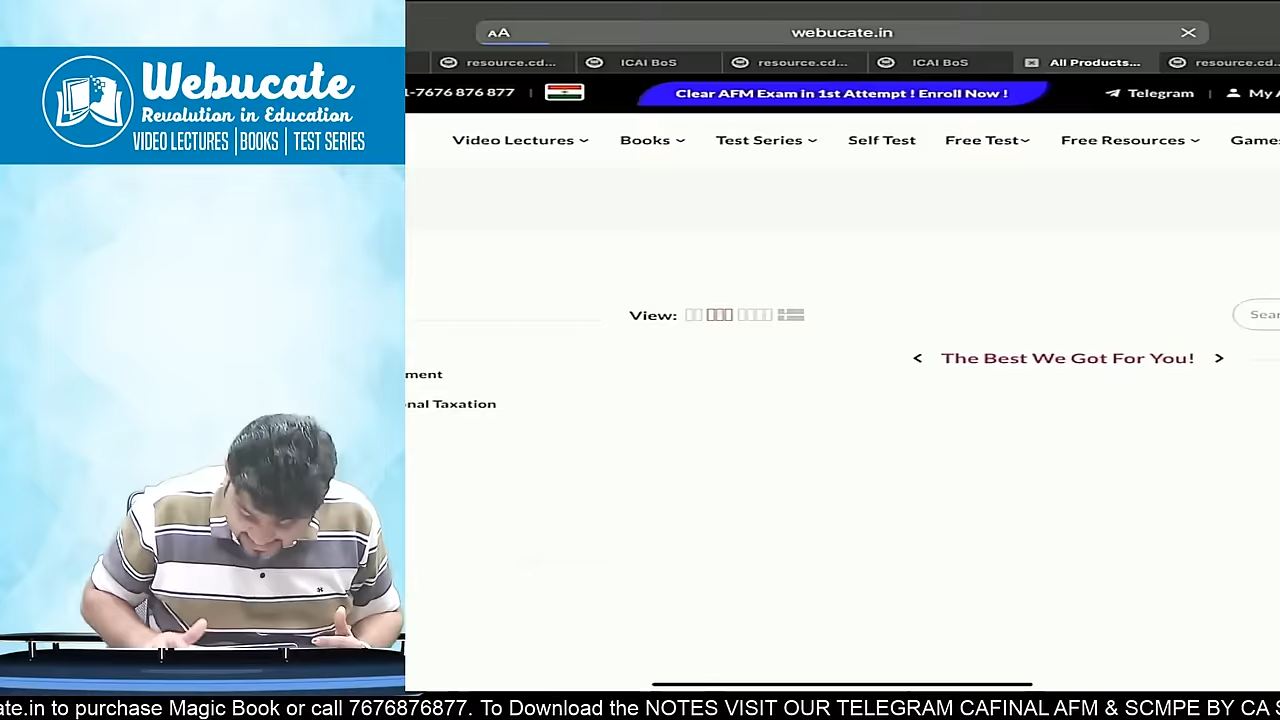 Webucate
Revolution in Education
VIDEO LECTURES | BOOKS | TEST SERIES
AA webucate.in
resource.cd...
ICAI BoS
resource.cd...
ICAI BoS
All Products...
resource.cd
1-7676 876 877 |
Clear AFM Exam in 1st Attempt ! Enroll Now !
Telegram | My A
Video Lectures
Books
Test Series
Self Test
Free Test
Free Resources
Games
View:
Sear
< The Best We Got For You! >
ment
onal Taxation
ate.in to purchase Magic Book or call 7676876877. To Download the NOTES VISIT OUR TELEGRAM CAFINAL AFM & SCMPE BY CA S